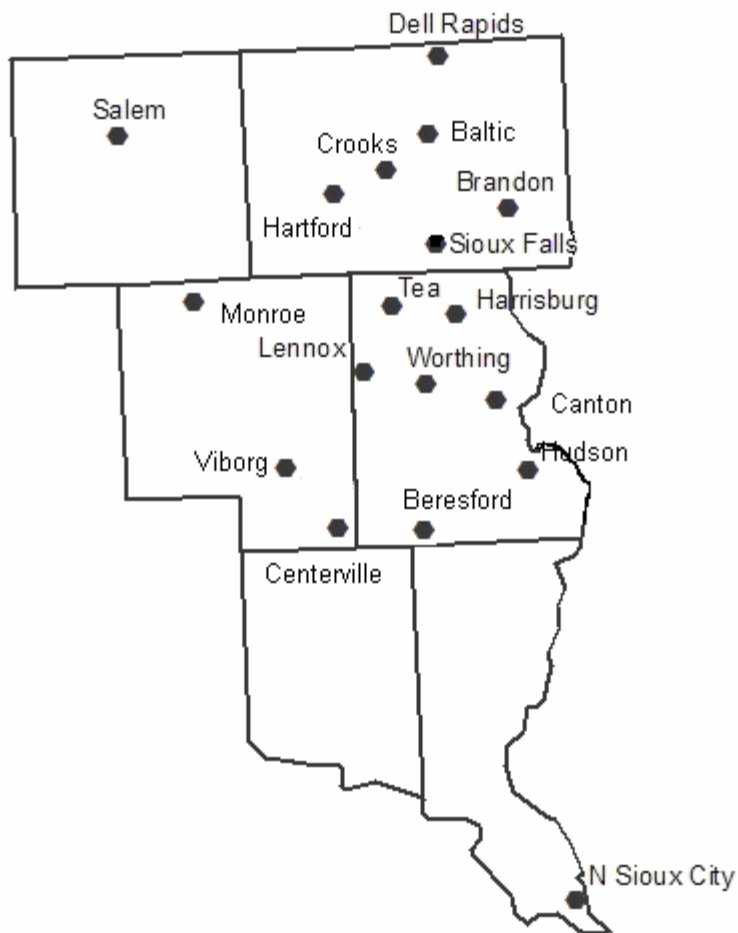 Dell Rapids
Salem
Baltic
Crooks
Brandon
Hartford
Sioux Falls
Tea
Harrisburg
Monroe
Lennox
Worthing
Canton
Hudson
Viborg
Beresford
Centerville
N Sioux City